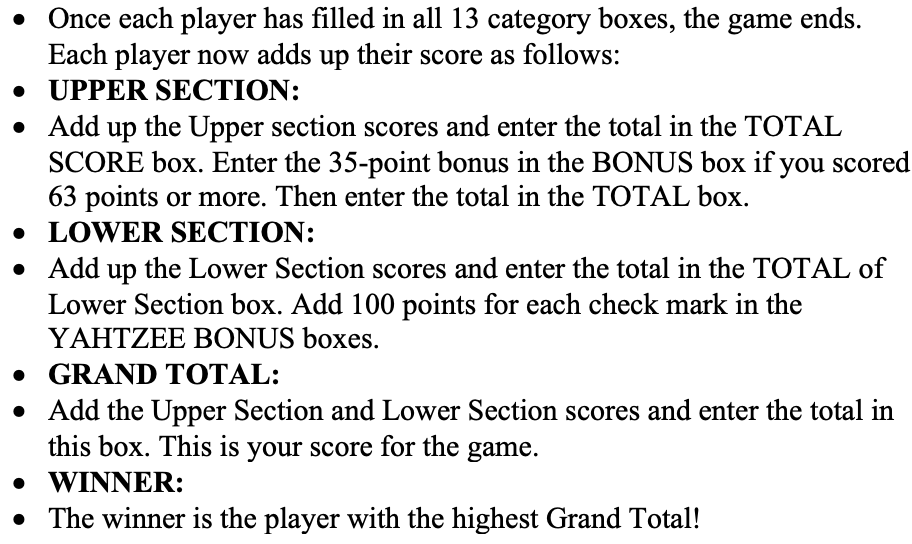 • Once each player has filled in all 13 category boxes, the game ends.
Each player now adds up their score as follows:
• UPPER SECTION:
• Add up the Upper section scores and enter the total in the TOTAL
SCORE box. Enter the 35-point bonus in the BONUS box if you scored
63 points or more. Then enter the total in the TOTAL box.
• LOWER SECTION:
• Add up the Lower Section scores and enter the total in the TOTAL of
Lower Section box. Add 100 points for each check mark in the
YAHTZEE BONUS boxes.
• GRAND TOTAL:
• Add the Upper Section and Lower Section scores and enter the total in
this box. This is your score for the game.
• WINNER:
• The winner is the player with the highest Grand Total!